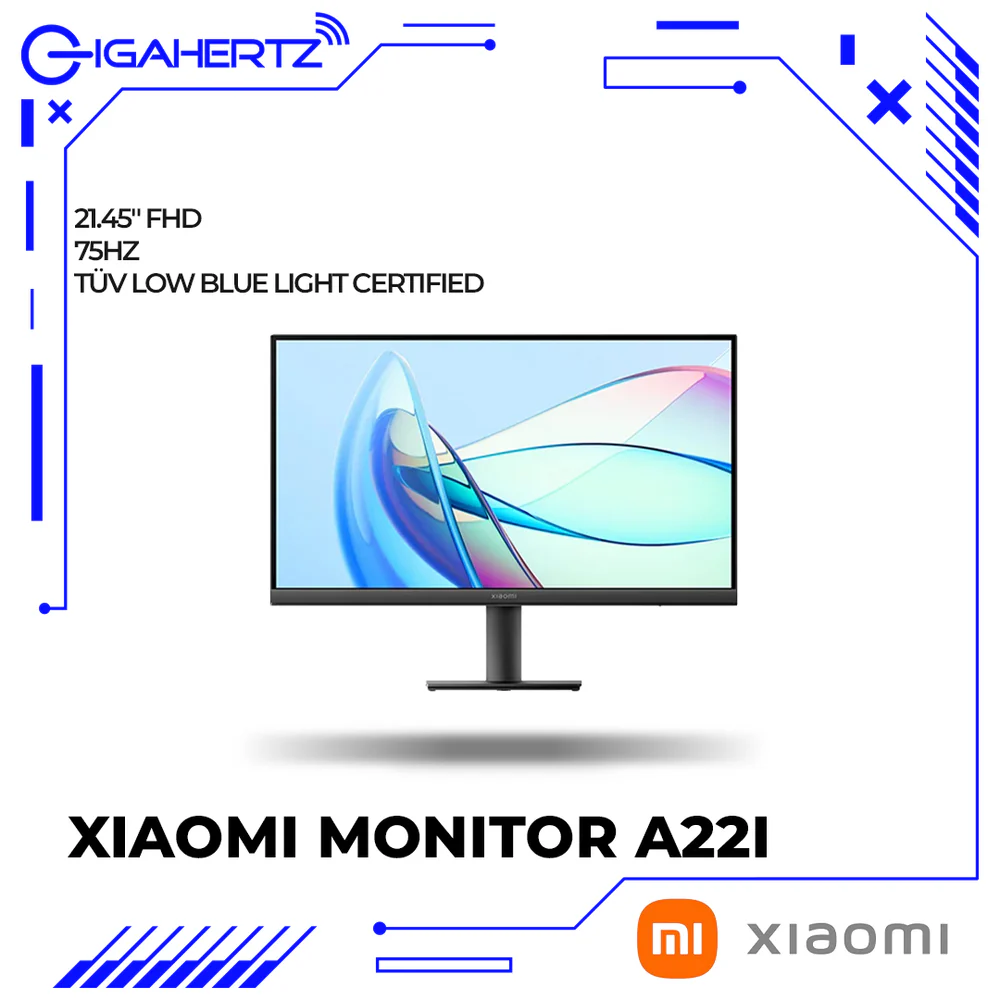 GIGAHERTZ
21.45" FHD
75HZ
TÜV LOW BLUE LIGHT CERTIFIED
xiaomi
XIAOMI MONITOR A22I
mi xiaomi